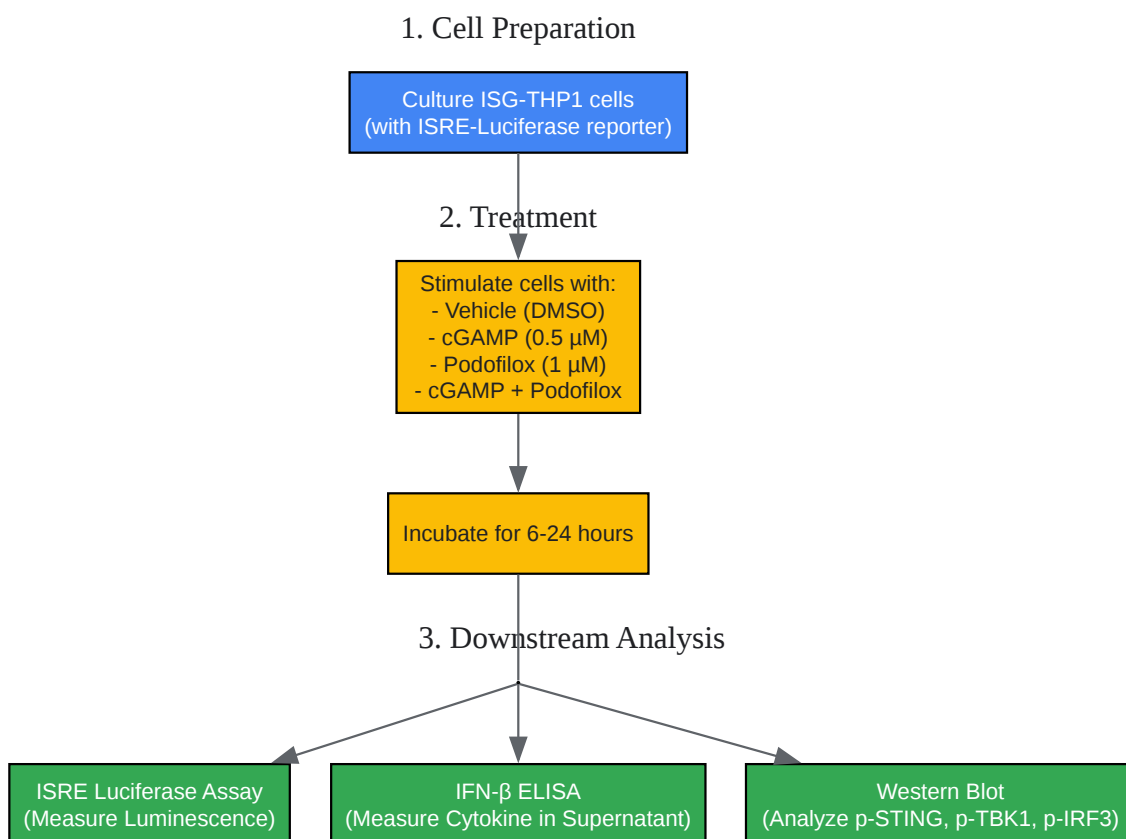 1. Cell Preparation
Culture ISG-THP1 cells
(with ISRE-Luciferase reporter)
2. Treatment
Stimulate cells with:
- Vehicle (DMSO)
- cGAMP (0.5 µM)
- Podofilox (1 µM)
- cGAMP + Podofilox
Incubate for 6-24 hours
3. Downstream Analysis
ISRE Luciferase Assay
(Measure Luminescence)
IFN-β ELISA
(Measure Cytokine in Supernatant)
Western Blot
(Analyze p-STING, p-TBK1, p-IRF3)